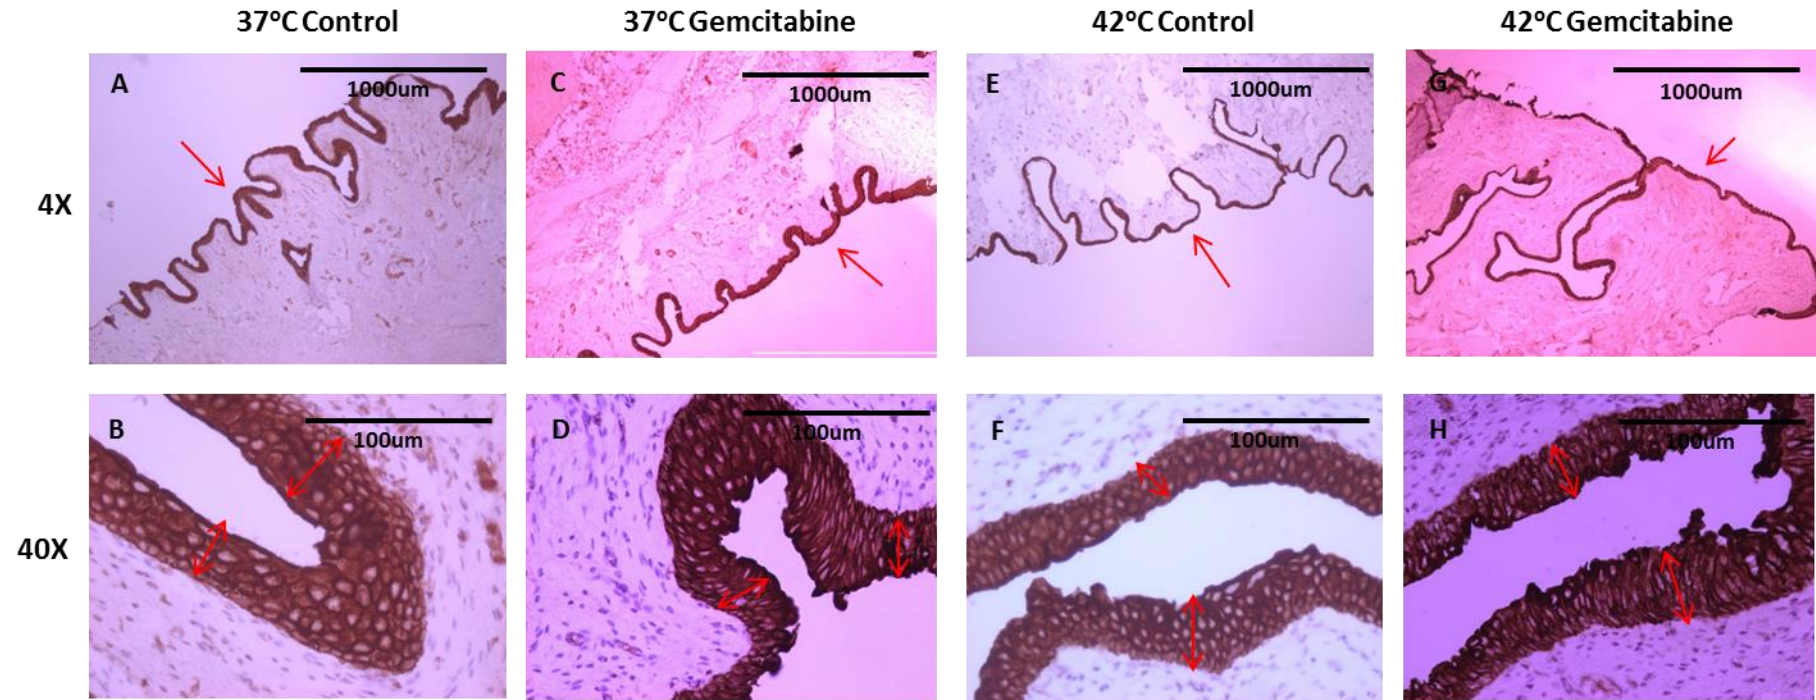 37°C Control
37°C Gemcitabine
42°C Control
42°C Gemcitabine
4X
A
1000um
C
1000um
E
1000um
G
1000um
40X
B
100um
D
100um
F
100um
H
100um